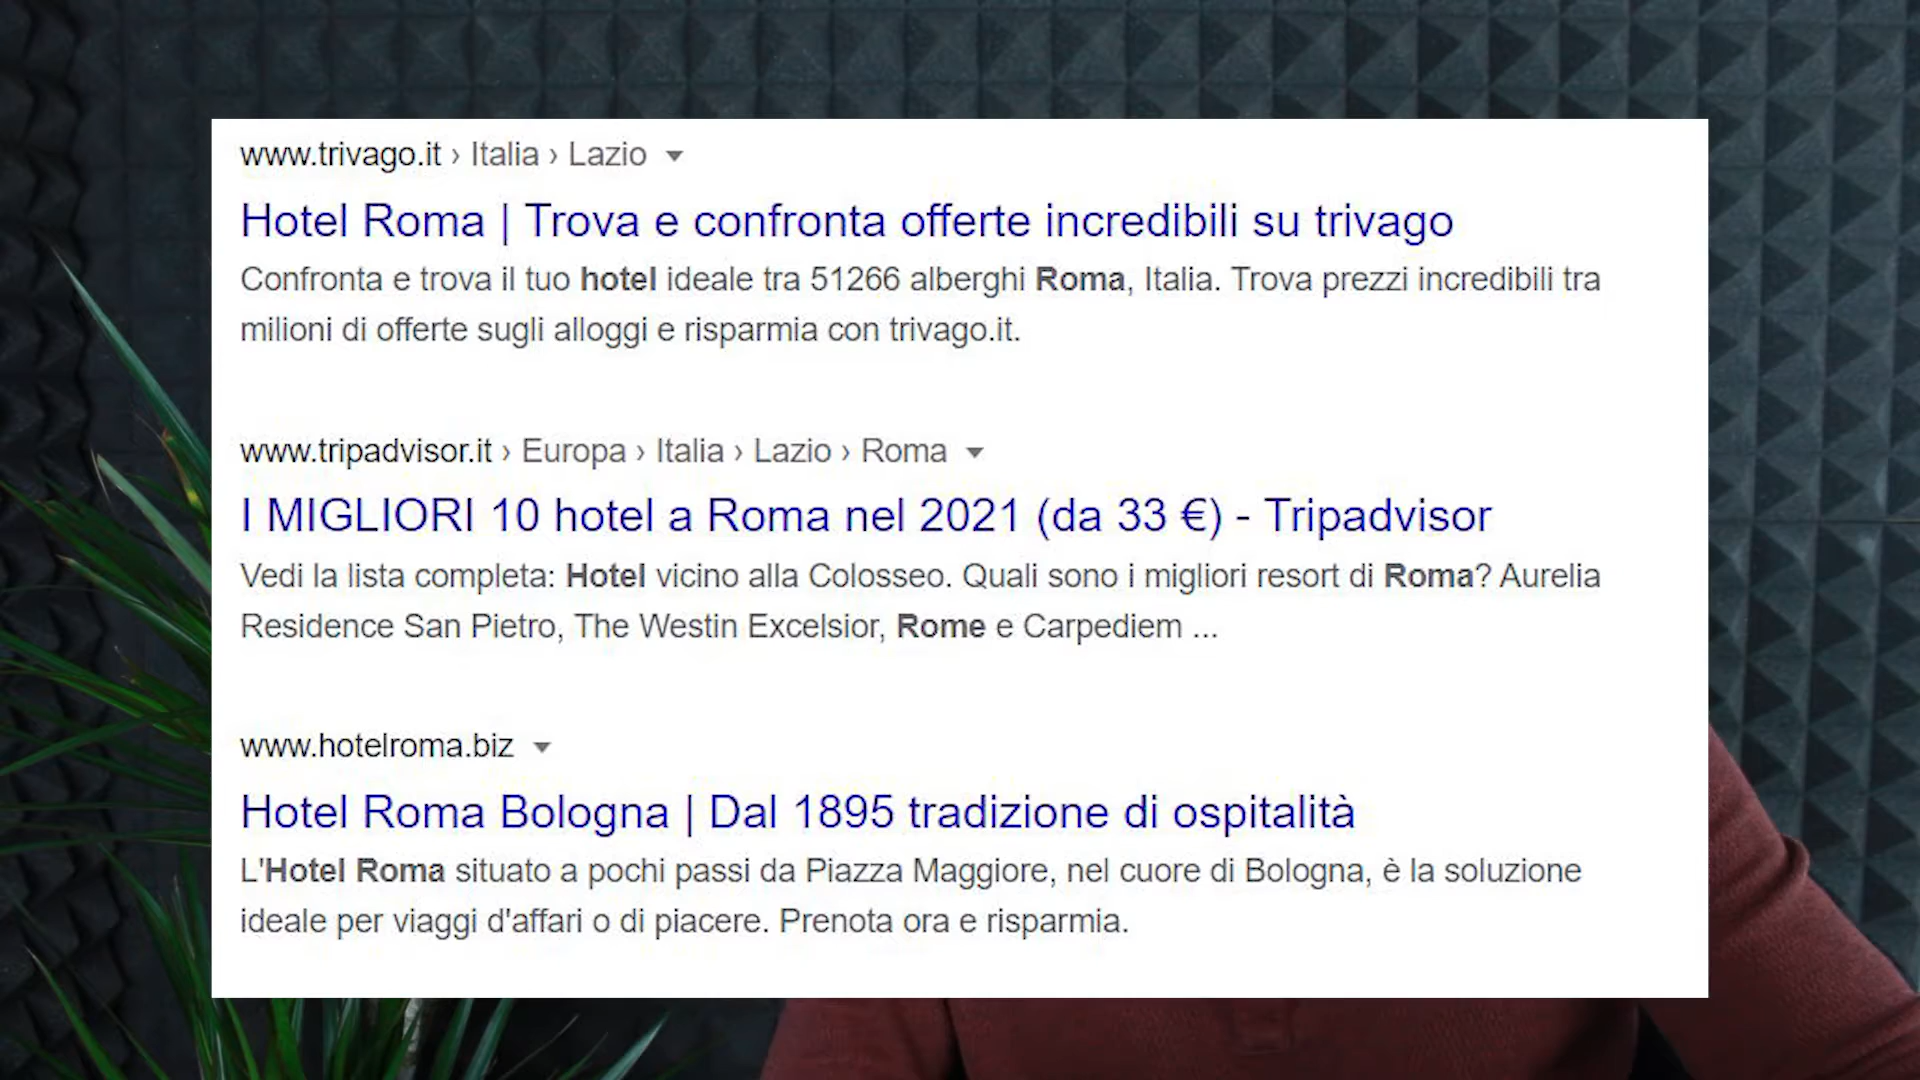 www.trivago.it › Italia › Lazio
Hotel Roma | Trova e confronta offerte incredibili su trivago
Confronta e trova il tuo hotel ideale tra 51266 alberghi Roma, Italia. Trova prezzi incredibili tra
milioni di offerte sugli alloggi e risparmia con trivago.it.
www.tripadvisor.it › Europa › Italia › Lazio › Roma
I MIGLIORI 10 hotel a Roma nel 2021 (da 33 €) - Tripadvisor
Vedi la lista completa: Hotel vicino alla Colosseo. Quali sono i migliori resort di Roma? Aurelia
Residence San Pietro, The Westin Excelsior, Rome e Carpediem ...
www.hotelroma.biz
Hotel Roma Bologna | Dal 1895 tradizione di ospitalità
L'Hotel Roma situato a pochi passi da Piazza Maggiore, nel cuore di Bologna, è la soluzione
ideale per viaggi d'affari o di piacere. Prenota ora e risparmia.